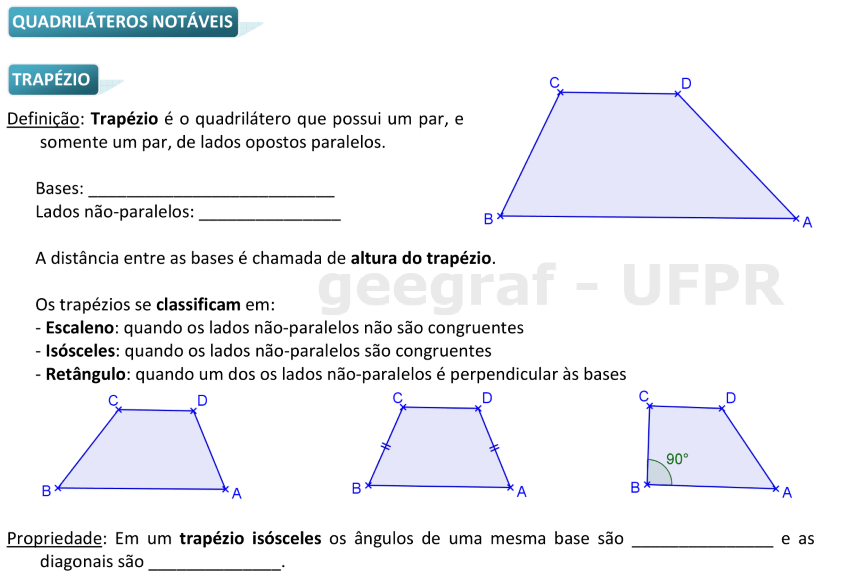 QUADRILÁTEROS NOTÁVEIS
TRAPÉZIO
Definição: Trapézio é o quadrilátero que possui um par, e
somente um par, de lados opostos paralelos.
C D
B A
Bases: __________________________
Lados não-paralelos: _______________
A distância entre as bases é chamada de altura do trapézio.
geegraf - UFPR
Os trapézios se classificam em:
- Escaleno: quando os lados não-paralelos não são congruentes
- Isósceles: quando os lados não-paralelos são congruentes
- Retângulo: quando um dos os lados não-paralelos é perpendicular às bases
C D C D C D
90°
B A B A B A
Propriedade: Em um trapézio isósceles os ângulos de uma mesma base são _______________ e as
diagonais são ______________.